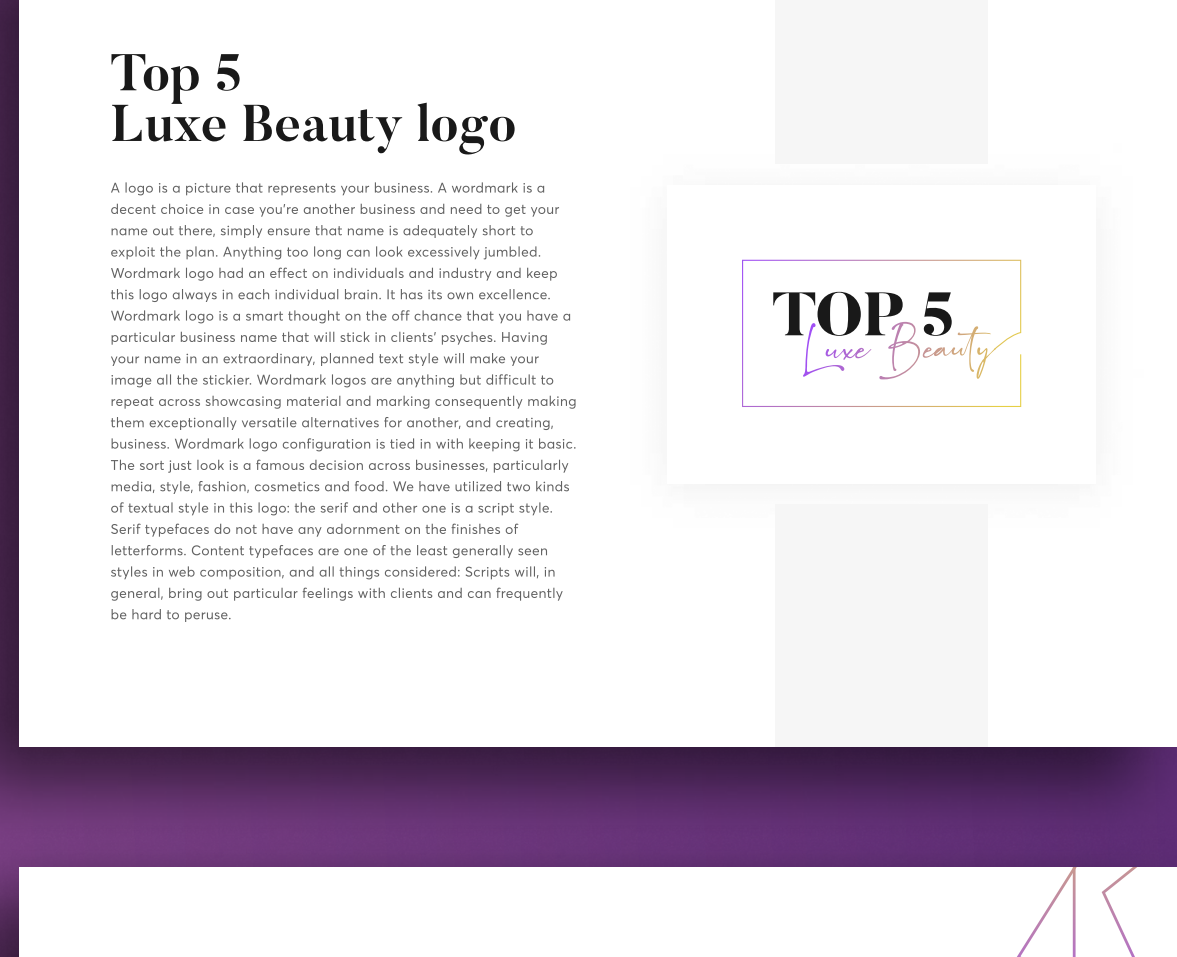 Top 5
Luxe Beauty logo
A logo is a picture that represents your business. A wordmark is a
decent choice in case you're another business and need to get your
name out there, simply ensure that name is adequately short to
exploit the plan. Anything too long can look excessively jumbled.
Wordmark logo had an effect on individuals and industry and keep
this logo always in each individual brain. It has its own excellence.
Wordmark logo is a smart thought on the off chance that you have a
particular business name that will stick in clients' psyches. Having
your name in an extraordinary, planned text style will make your
image all the stickier. Wordmark logos are anything but difficult to
repeat across showcasing material and marking consequently making
them exceptionally versatile alternatives for another, and creating,
business. Wordmark logo configuration is tied in with keeping it basic.
The sort just look is a famous decision across businesses, particularly
media, style, fashion, cosmetics and food. We have utilized two kinds
of textual style in this logo: the serif and other one is a script style.
Serif typefaces do not have any adornment on the finishes of
letterforms. Content typefaces are one of the least generally seen
styles in web composition, and all things considered: Scripts will, in
general, bring out particular feelings with clients and can frequently
be hard to peruse.
TOP 5
Luxe Beauty